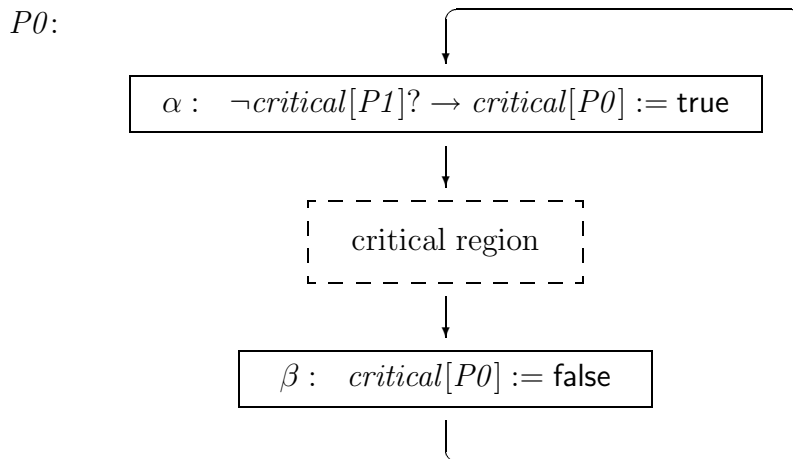 P0:
α : ¬critical[P1]? → critical[P0] := true
critical region
β : critical[P0] := false